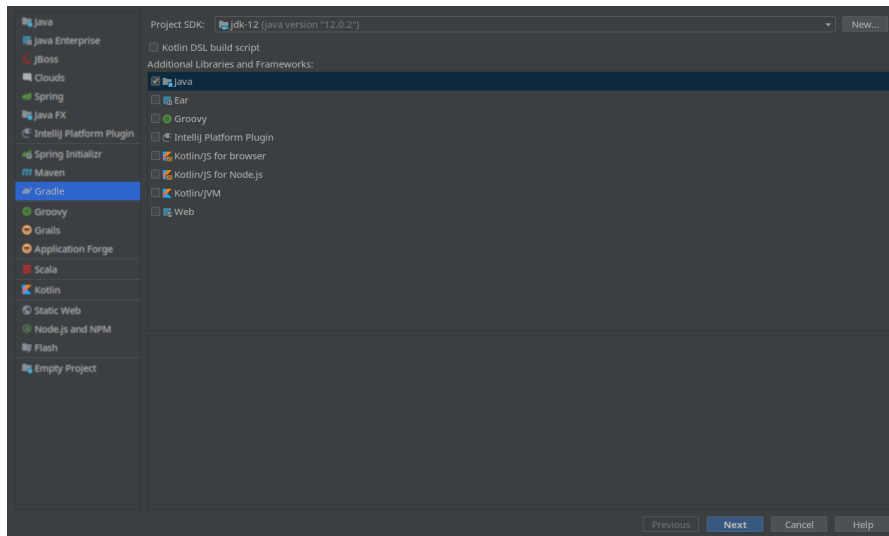 Java
Java Enterprise
JBoss
Clouds
Spring
Java FX
IntelliJ Platform Plugin
Spring Initializr
Maven
Gradle
Groovy
Grails
Application Forge
Scala
Kotlin
Static Web
Node.js and NPM
Flash
Empty Project
Project SDK: jdk-12 (java version "12.0.2") New...
Kotlin DSL build script
Additional Libraries and Frameworks:
Java
Ear
Groovy
IntelliJ Platform Plugin
Kotlin/JS for browser
Kotlin/JS for Node.js
Kotlin/JVM
Web
Previous Next Cancel Help